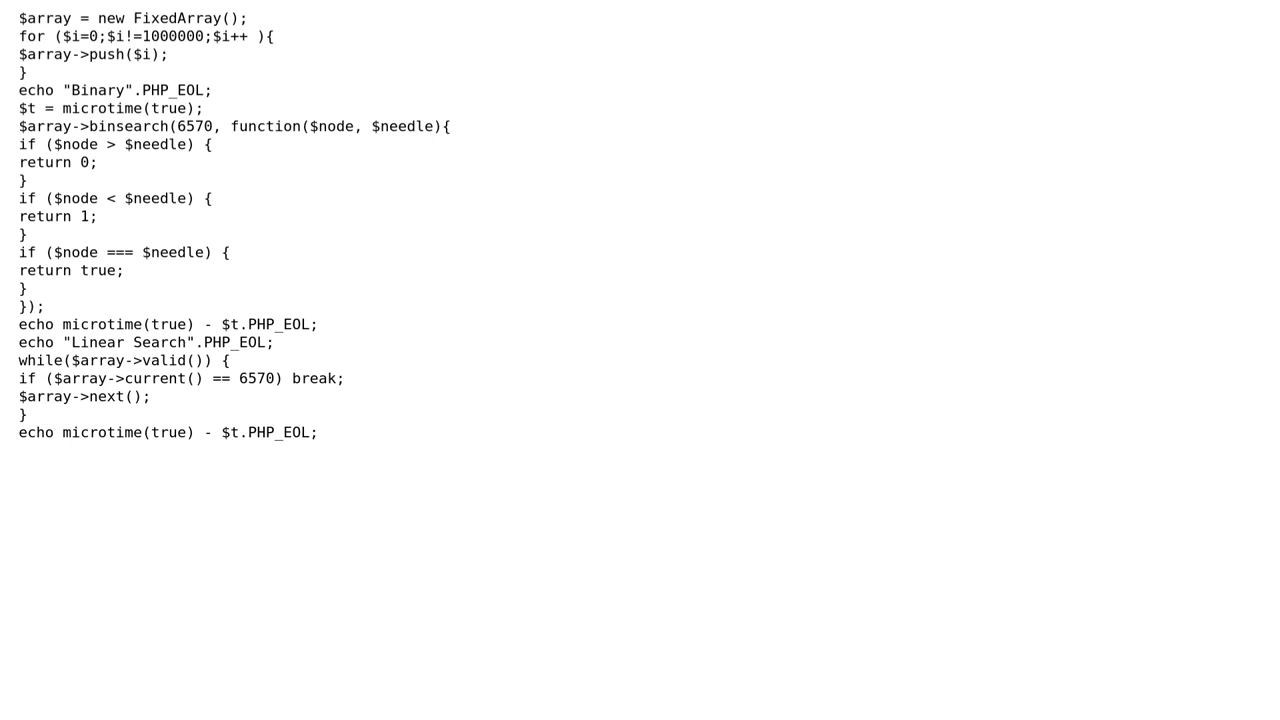 $array = new FixedArray();
for ($i=0;$i!=1000000;$i++ ){
$array->push($i);
}
echo "Binary".PHP_EOL;
$t = microtime(true);
$array->binsearch(6570, function($node, $needle){
if ($node > $needle) {
return 0;
}
if ($node < $needle) {
return 1;
}
if ($node === $needle) {
return true;
}
});
echo microtime(true) - $t.PHP_EOL;
echo "Linear Search".PHP_EOL;
while($array->valid()) {
if ($array->current() == 6570) break;
$array->next();
}
echo microtime(true) - $t.PHP_EOL;